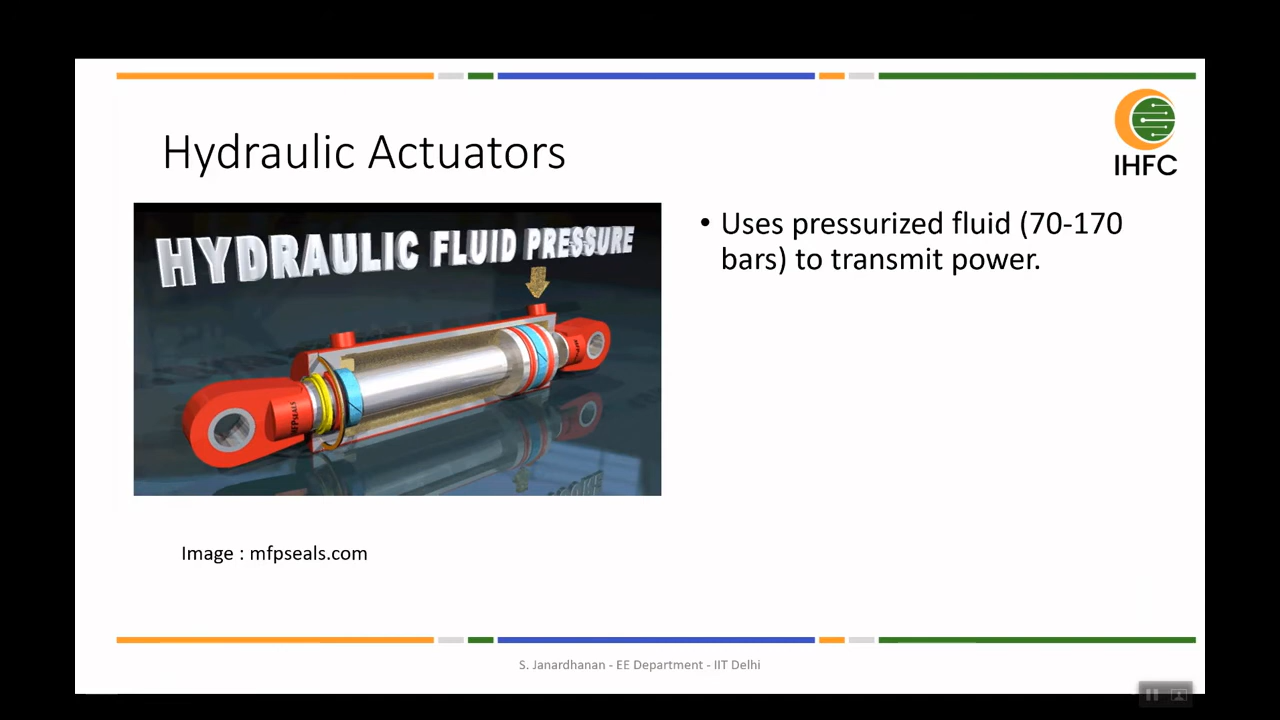 Hydraulic Actuators
IHFC
HYDRAULIC FLUID PRESSURE
• Uses pressurized fluid (70-170
bars) to transmit power.
Image : mfpseals.com
S. Janardhanan - EE Department - IIT Delhi